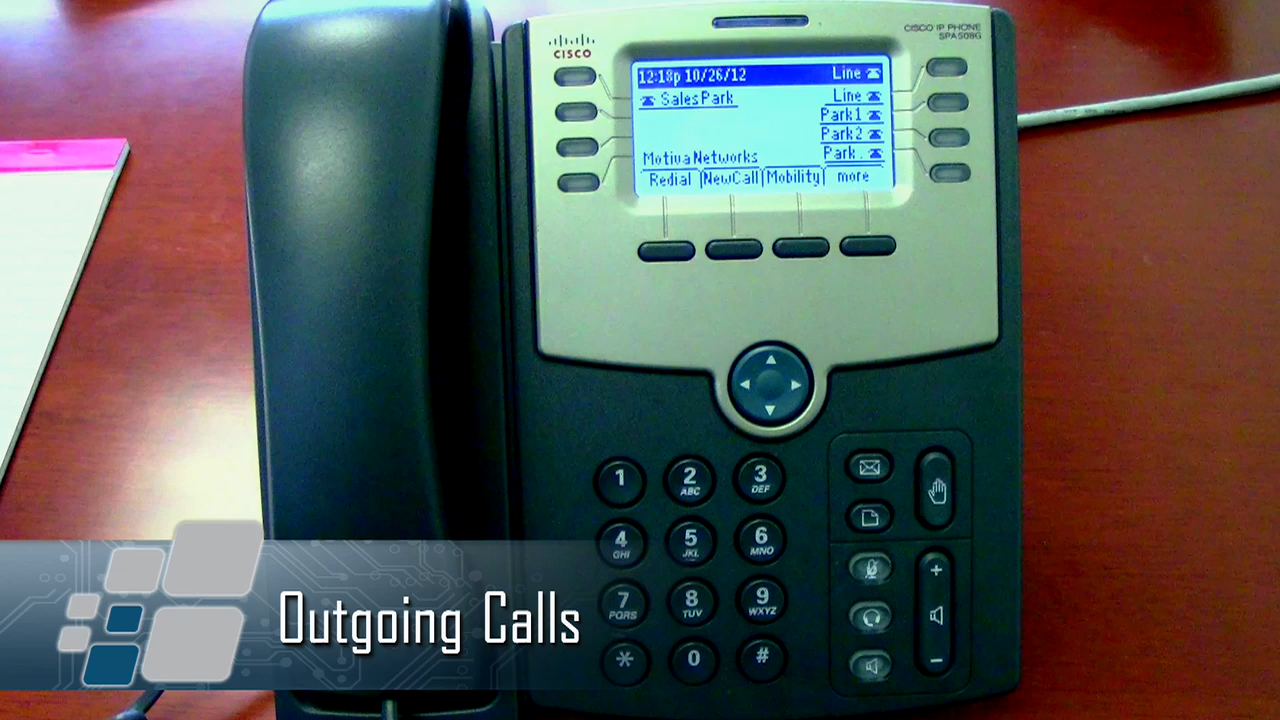 CISCO IP PHONE
SPA508G
CISCO
12:18p 10/26/12 Line
SalesPark Line
Park1
Park2
Motiva Networks Park .
Redial NewCall Mobility more
1 2 ABC 3 DEF
4 GHI 5 JKL 6 MNO
7 PQRS 8 TUV 9 WXYZ
* 0 #
+
-
Outgoing Calls